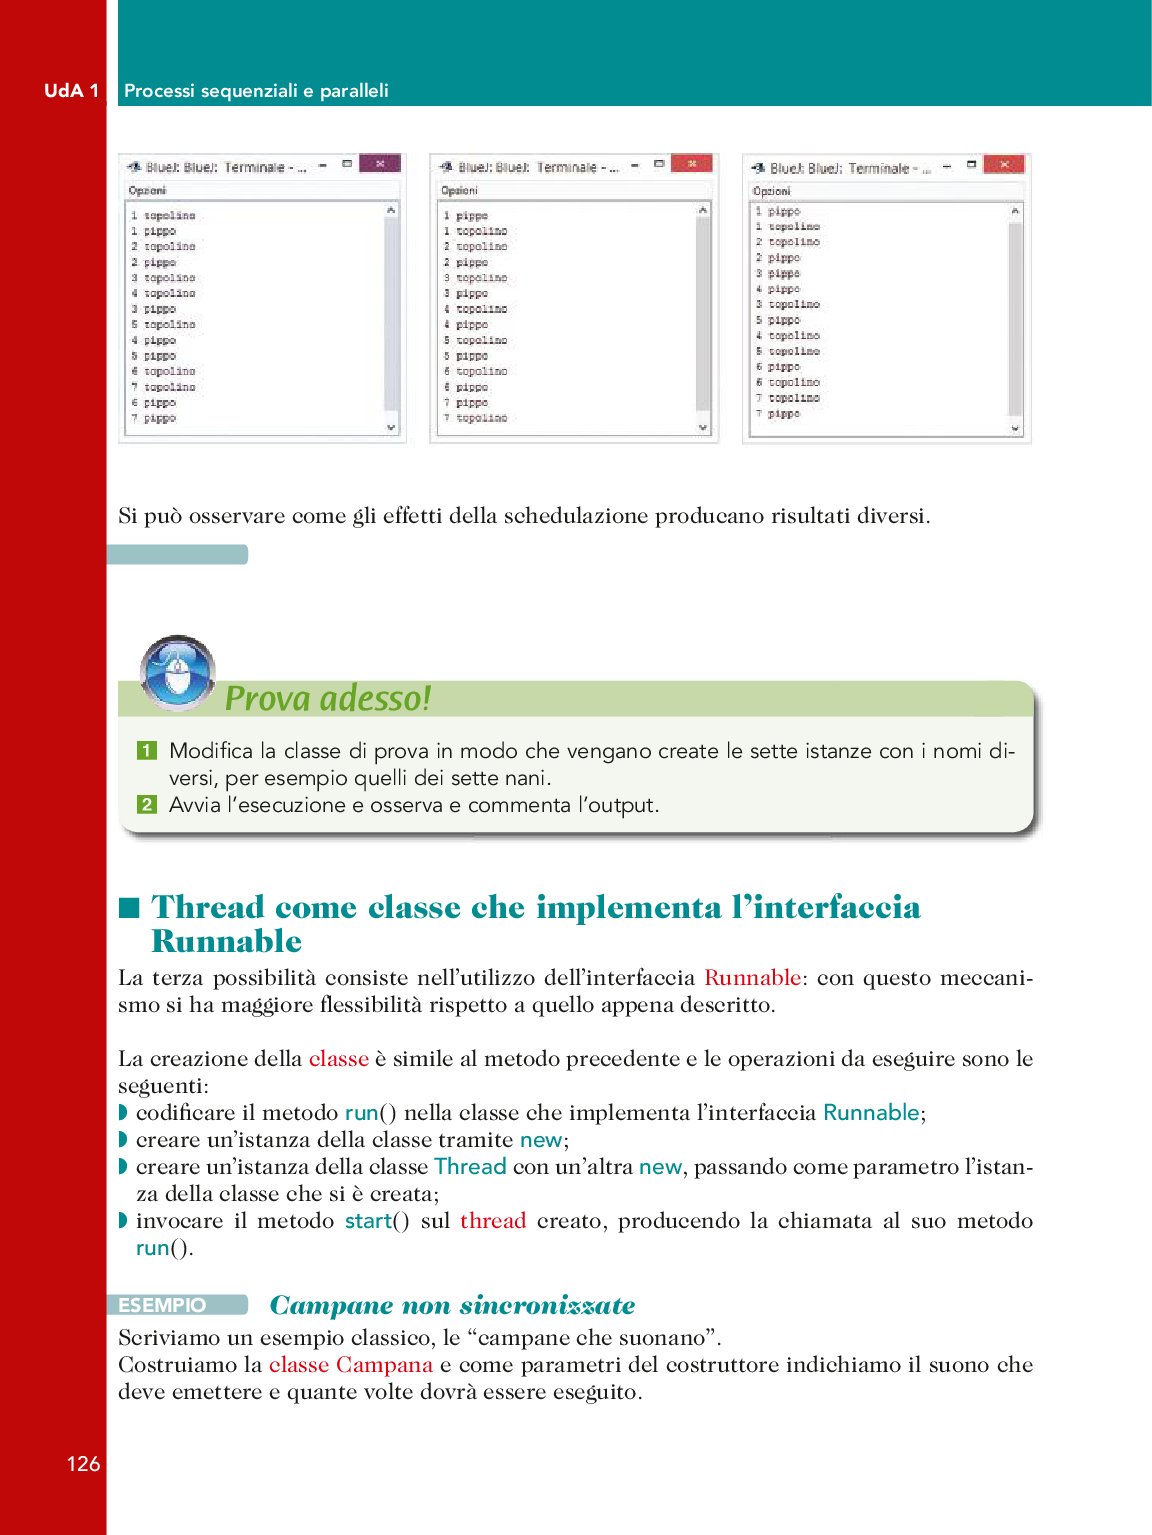 UdA 1 Processi sequenziali e paralleli
BlueJ: BlueJ: Terminale - ...
Opzioni
1 topolino
1 pippo
2 topolino
2 pippo
3 topolino
4 topolino
3 pippo
5 topolino
4 pippo
5 pippo
6 topolino
7 topolino
6 pippo
7 pippo
BlueJ: BlueJ: Terminale - ...
Opzioni
1 pippo
1 topolino
2 topolino
2 pippo
3 topolino
3 pippo
4 topolino
4 pippo
5 topolino
5 pippo
6 topolino
6 pippo
7 pippo
7 topolino
BlueJ: BlueJ: Terminale - ...
Opzioni
1 pippo
1 topolino
2 topolino
2 pippo
3 pippo
4 pippo
3 topolino
5 pippo
4 topolino
5 topolino
6 pippo
6 topolino
7 topolino
7 pippo
Si può osservare come gli effetti della schedulazione producano risultati diversi.
Prova adesso!
1 Modifica la classe di prova in modo che vengano create le sette istanze con i nomi di-
versi, per esempio quelli dei sette nani.
2 Avvia l'esecuzione e osserva e commenta l'output.
■ Thread come classe che implementa l'interfaccia
Runnable
La terza possibilità consiste nell'utilizzo dell'interfaccia Runnable: con questo meccani-
smo si ha maggiore flessibilità rispetto a quello appena descritto.
La creazione della classe è simile al metodo precedente e le operazioni da eseguire sono le
seguenti:
◗ codificare il metodo run() nella classe che implementa l'interfaccia Runnable;
◗ creare un'istanza della classe tramite new;
◗ creare un'istanza della classe Thread con un'altra new, passando come parametro l'istan-
za della classe che si è creata;
◗ invocare il metodo start() sul thread creato, producendo la chiamata al suo metodo
run().
ESEMPIO Campane non sincronizzate
Scriviamo un esempio classico, le “campane che suonano”.
Costruiamo la classe Campana e come parametri del costruttore indichiamo il suono che
deve emettere e quante volte dovrà essere eseguito.
126